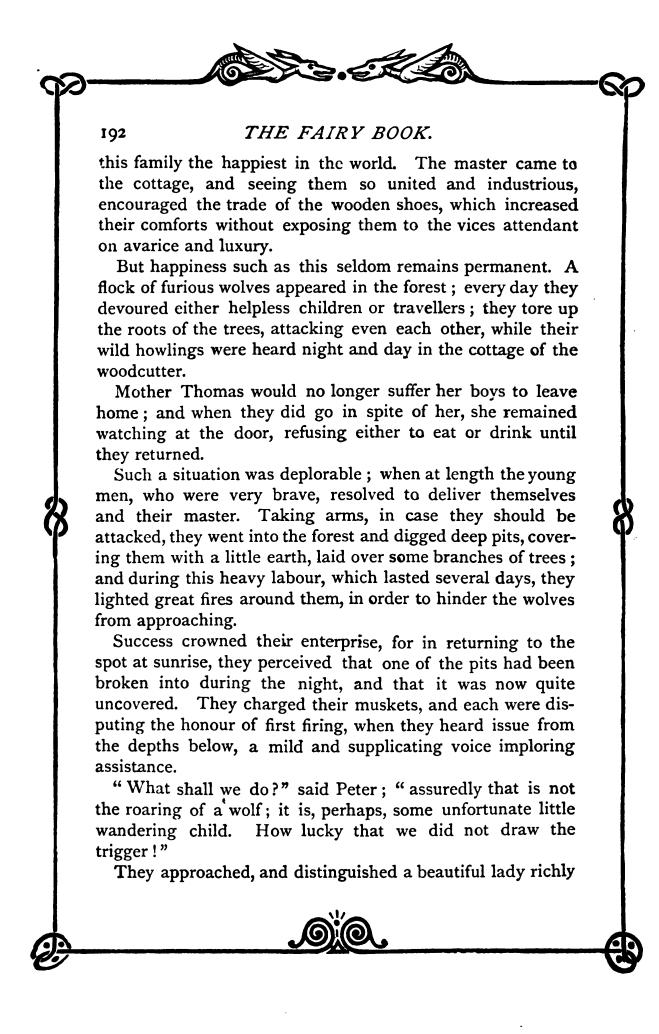 192 THE FAIRY BOOK.
this family the happiest in the world. The master came to
the cottage, and seeing them so united and industrious,
encouraged the trade of the wooden shoes, which increased
their comforts without exposing them to the vices attendant
on avarice and luxury.
But happiness such as this seldom remains permanent. A
flock of furious wolves appeared in the forest ; every day they
devoured either helpless children or travellers ; they tore up
the roots of the trees, attacking even each other, while their
wild howlings were heard night and day in the cottage of the
woodcutter.
Mother Thomas would no longer suffer her boys to leave
home ; and when they did go in spite of her, she remained
watching at the door, refusing either to eat or drink until
they returned.
Such a situation was deplorable ; when at length the young
men, who were very brave, resolved to deliver themselves
and their master. Taking arms, in case they should be
attacked, they went into the forest and digged deep pits, cover-
ing them with a little earth, laid over some branches of trees ;
and during this heavy labour, which lasted several days, they
lighted great fires around them, in order to hinder the wolves
from approaching.
Success crowned their enterprise, for in returning to the
spot at sunrise, they perceived that one of the pits had been
broken into during the night, and that it was now quite
uncovered. They charged their muskets, and each were dis-
puting the honour of first firing, when they heard issue from
the depths below, a mild and supplicating voice imploring
assistance.
“ What shall we do ?” said Peter ; “ assuredly that is not
the roaring of a wolf ; it is, perhaps, some unfortunate little
wandering child. How lucky that we did not draw the
trigger ! ”
They approached, and distinguished a beautiful lady richly